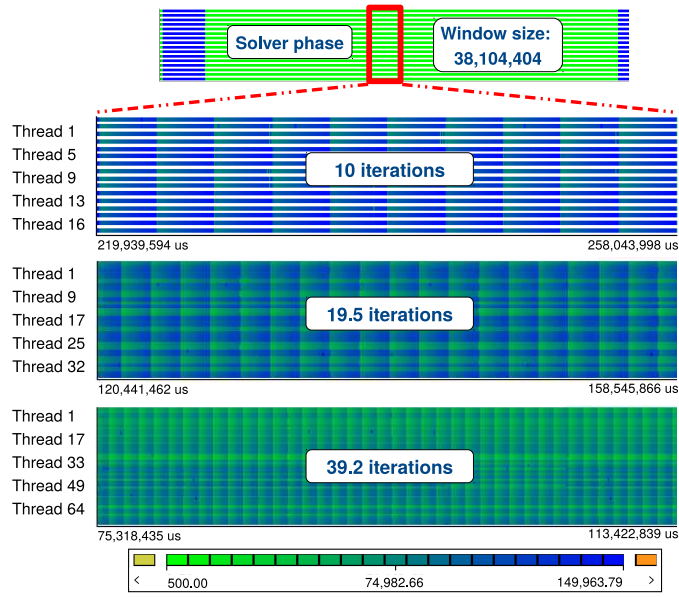 Solver phase
Window size:
38,104,404
Thread 1
Thread 5
Thread 9
Thread 13
Thread 16
10 iterations
219,939,594 us
258,043,998 us
Thread 1
Thread 9
Thread 17
Thread 25
Thread 32
19.5 iterations
120,441,462 us
158,545,866 us
Thread 1
Thread 17
Thread 33
Thread 49
Thread 64
39.2 iterations
75,318,435 us
113,422,839 us
< 500.00 74,982.66 149,963.79 >